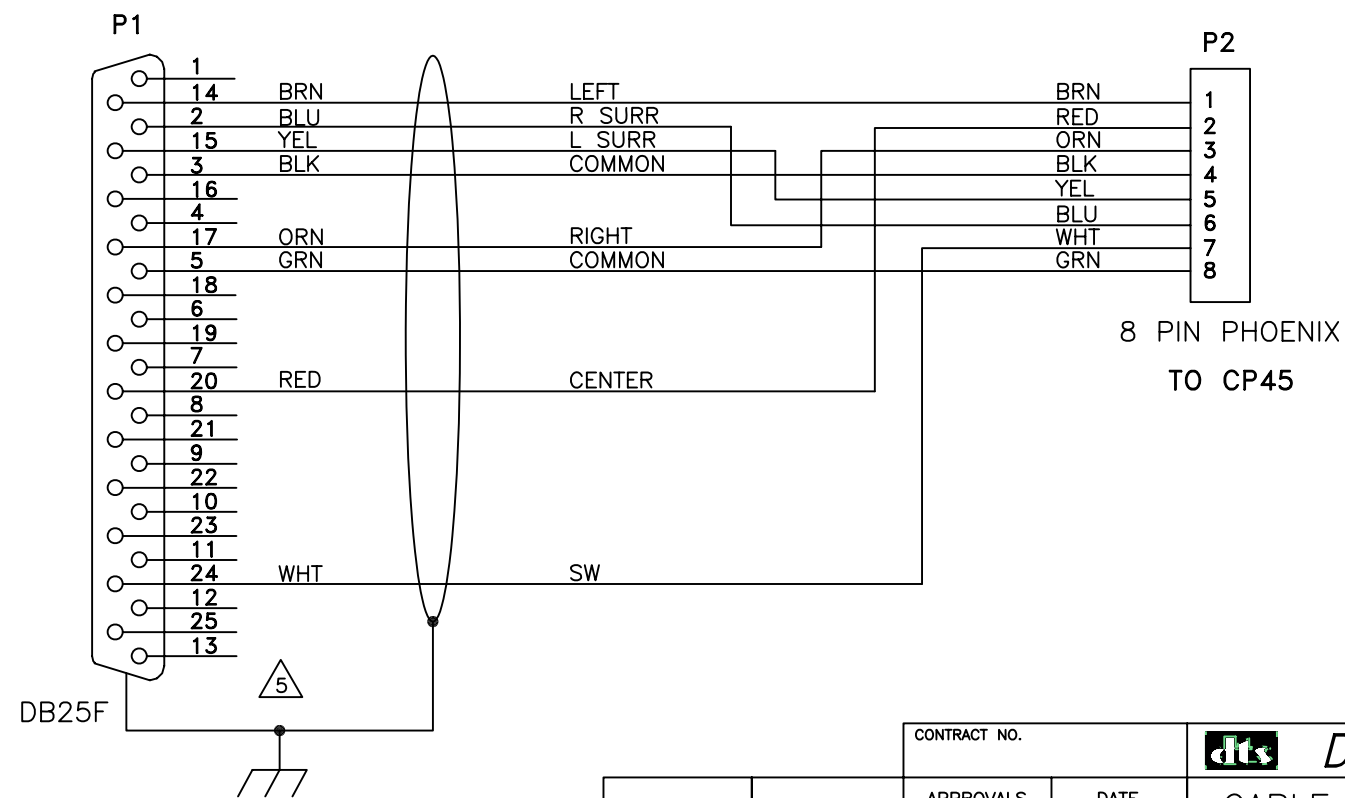 P1
P2
1
14 BRN LEFT BRN 1
2 BLU R SURR RED 2
15 YEL L SURR ORN 3
3 BLK COMMON BLK 4
16 YEL 5
4 BLU 6
17 ORN RIGHT WHT 7
5 GRN COMMON GRN 8
18
6
19
7
20 RED CENTER
8
21
9
22
10
23
11
24 WHT SW
12
25
13
8 PIN PHOENIX
TO CP45
5
DB25F
CONTRACT NO.
dts D
APPROVALS DATE CABLE